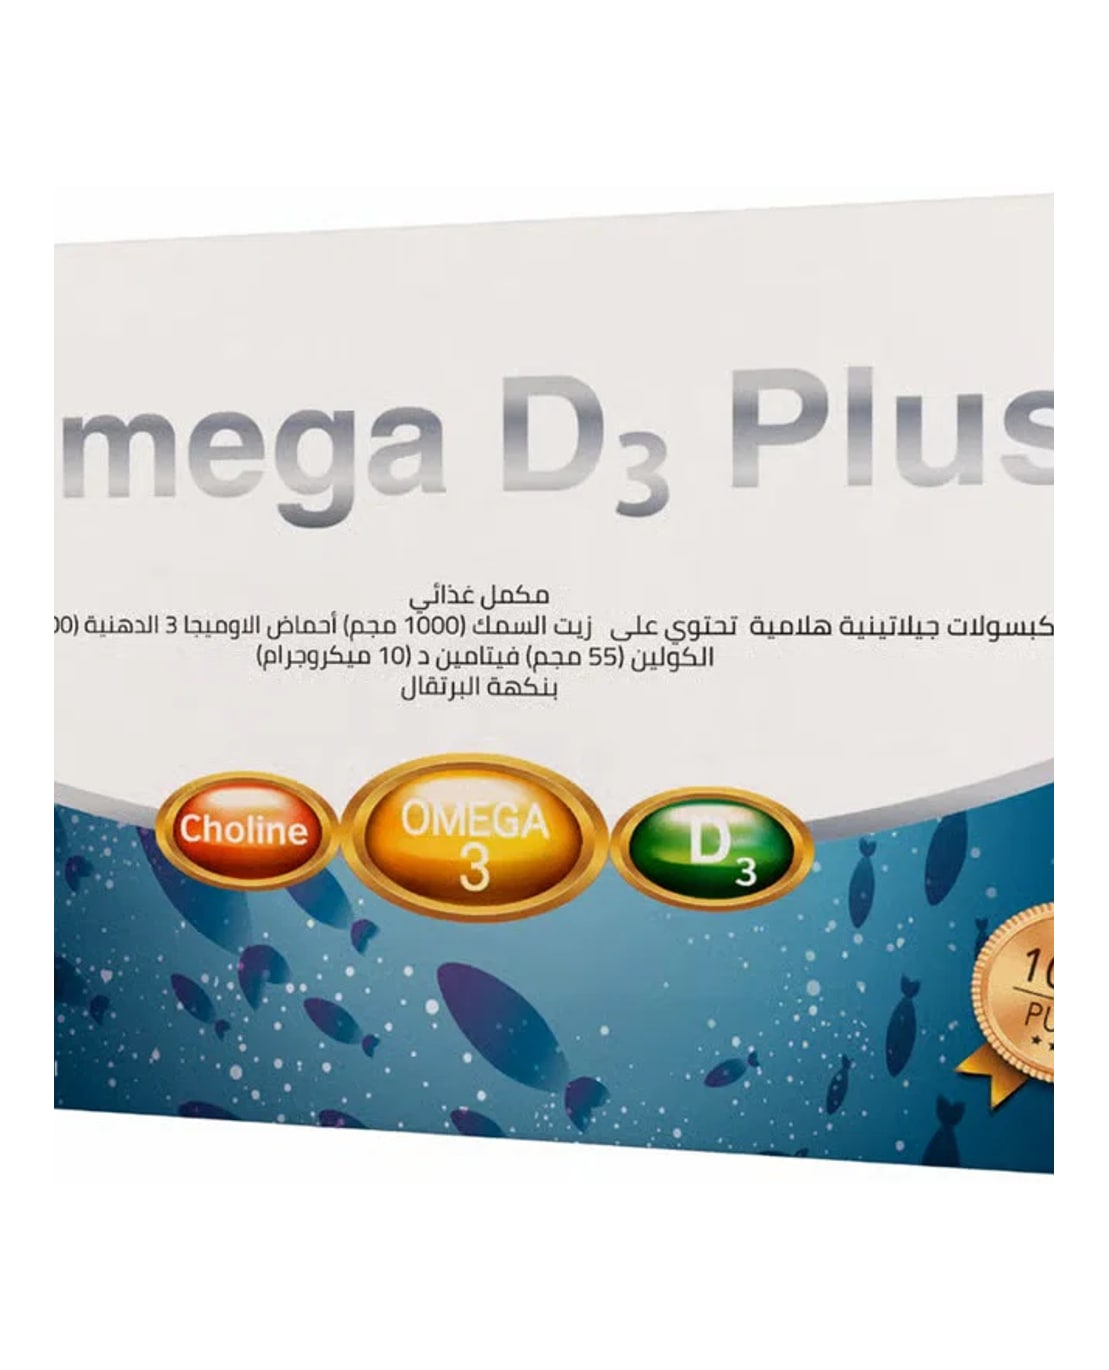 mega D3 Plus
مكمل غذائي
كبسولات جيلاتينية هلامية تحتوي على زيت السمك (1000 مجم) أحماض الاوميجا 3 الدهنية
الكولين (55 مجم) فيتامين د (10 ميكروجرام)
بنكهة البرتقال
Choline
OMEGA
3
D3